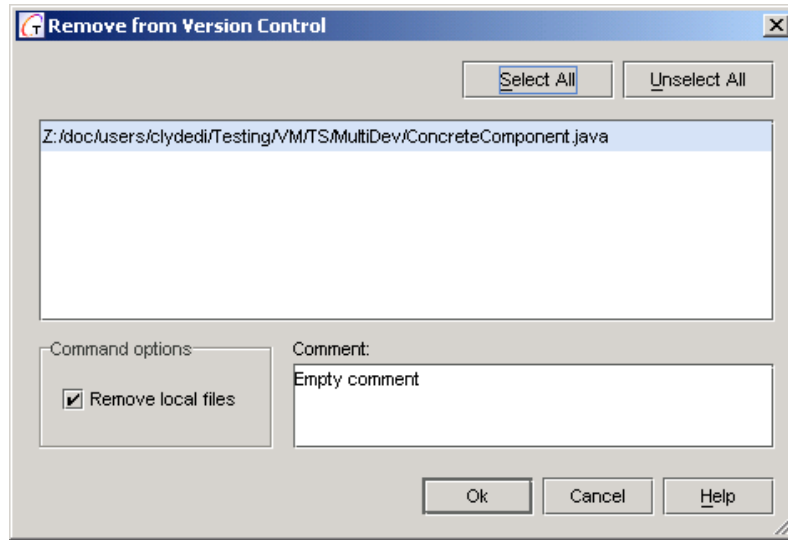 Remove from Version Control
Select All
Unselect All
Z:/doc/users/clydedi/Testing/VM/TS/MultiDev/ConcreteComponent.java
Command options
Comment:
Remove local files
Empty comment
Ok
Cancel
Help